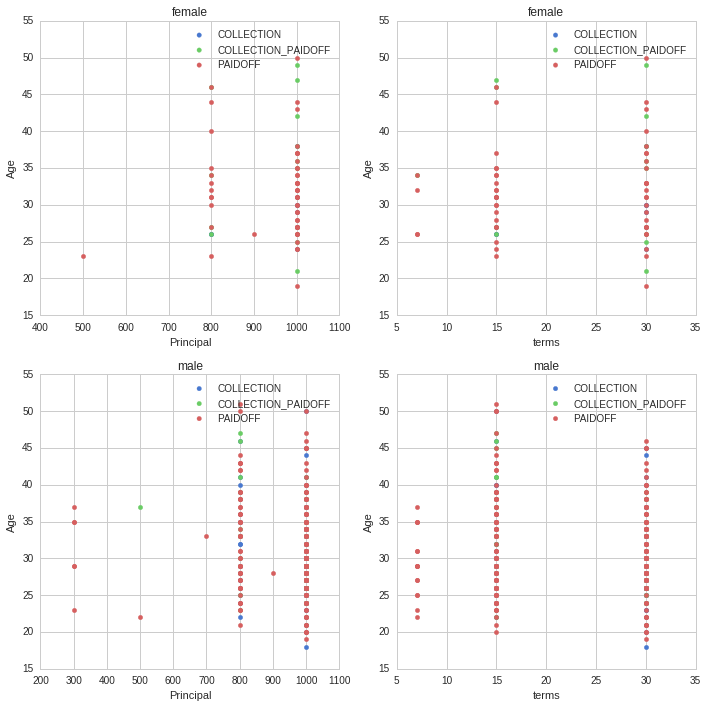 female
COLLECTION
COLLECTION_PAIDOFF
PAIDOFF
Age
55
50
45
40
35
30
25
20
15
400 500 600 700 800 900 1000 1100
Principal
female
COLLECTION
COLLECTION_PAIDOFF
PAIDOFF
Age
55
50
45
40
35
30
25
20
15
5 10 15 20 25 30 35
terms
male
COLLECTION
COLLECTION_PAIDOFF
PAIDOFF
Age
55
50
45
40
35
30
25
20
15
200 300 400 500 600 700 800 900 1000 1100
Principal
male
COLLECTION
COLLECTION_PAIDOFF
PAIDOFF
Age
55
50
45
40
35
30
25
20
15
5 10 15 20 25 30 35
terms